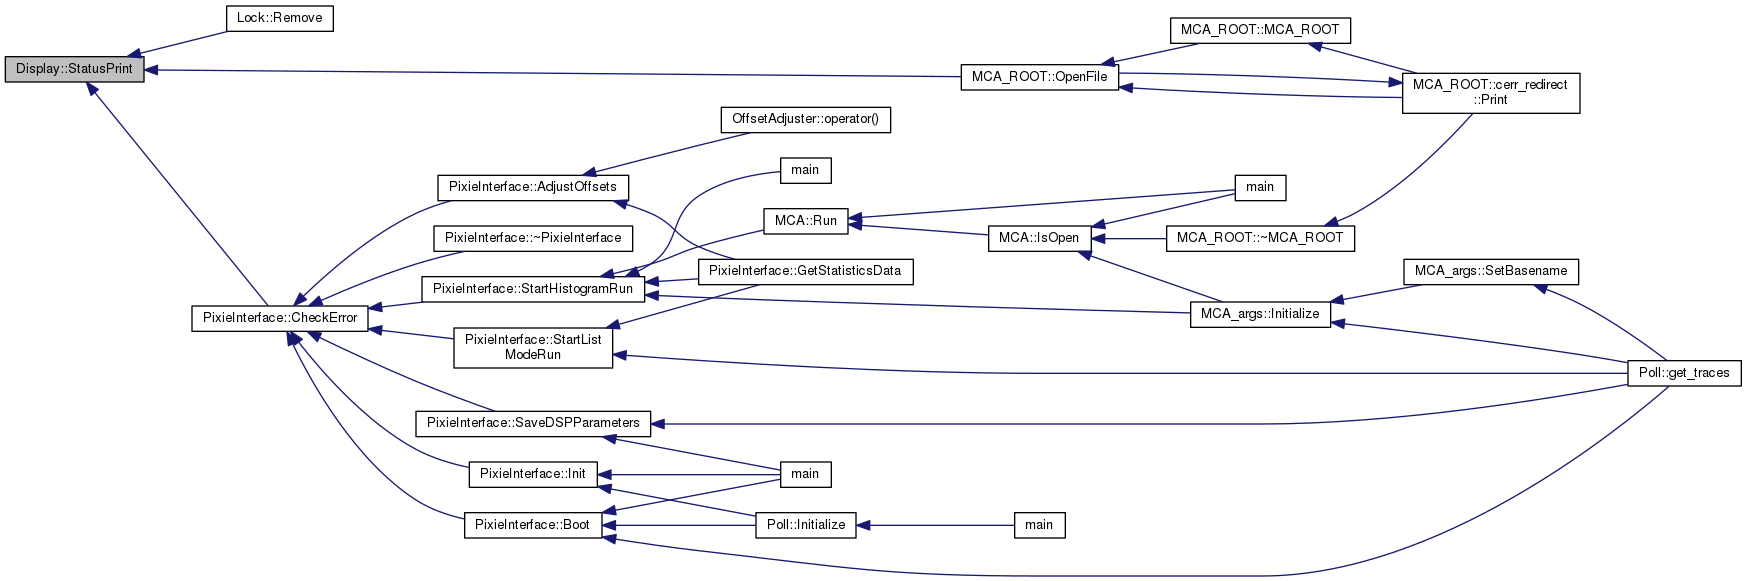 Lock::Remove
MCA_ROOT::MCA_ROOT
Display::StatusPrint
MCA_ROOT::OpenFile
MCA_ROOT::cerr_redirect
::Print
OffsetAdjuster::operator()
main
PixieInterface::AdjustOffsets
main
MCA::Run
PixieInterface::~PixieInterface
MCA::IsOpen
MCA_ROOT::~MCA_ROOT
PixieInterface::GetStatisticsData
MCA_args::SetBasename
PixieInterface::StartHistogramRun
PixieInterface::CheckError
MCA_args::Initialize
PixieInterface::StartList
ModeRun
Poll::get_traces
PixieInterface::SaveDSPParameters
PixieInterface::Init
main
PixieInterface::Boot
Poll::Initialize
main